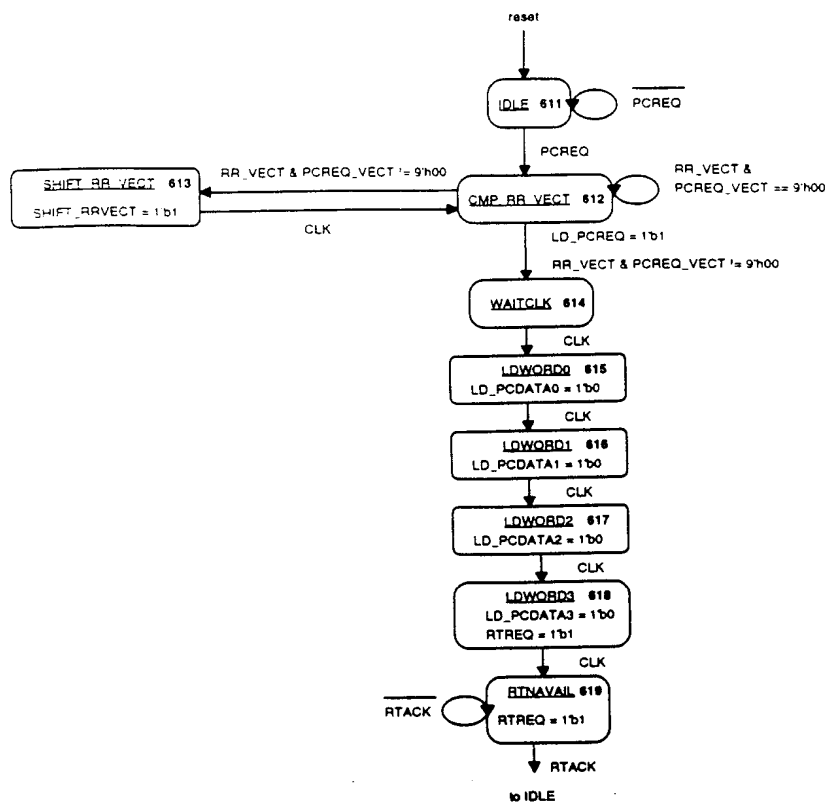 reset
IDLE 611
PCREQ
PCREQ
SHIFT_RR_VECT 613
SHIFT_RRVECT = 1'b1
RR_VECT & PCREQ_VECT != 9'h00
CLK
CMP_RR_VECT 612
RR_VECT &
PCREQ_VECT == 9'h00
LD_PCREQ = 1'b1
RR_VECT & PCREQ_VECT != 9'h00
WAITCLK 614
CLK
LDWORD0 615
LD_PCDATA0 = 1'b0
CLK
LDWORD1 616
LD_PCDATA1 = 1'b0
CLK
LDWORD2 617
LD_PCDATA2 = 1'b0
CLK
LDWORD3 618
LD_PCDATA3 = 1'b0
RTREQ = 1'b1
CLK
RTNAVAIL 619
RTREQ = 1'b1
RTACK
RTACK
to IDLE